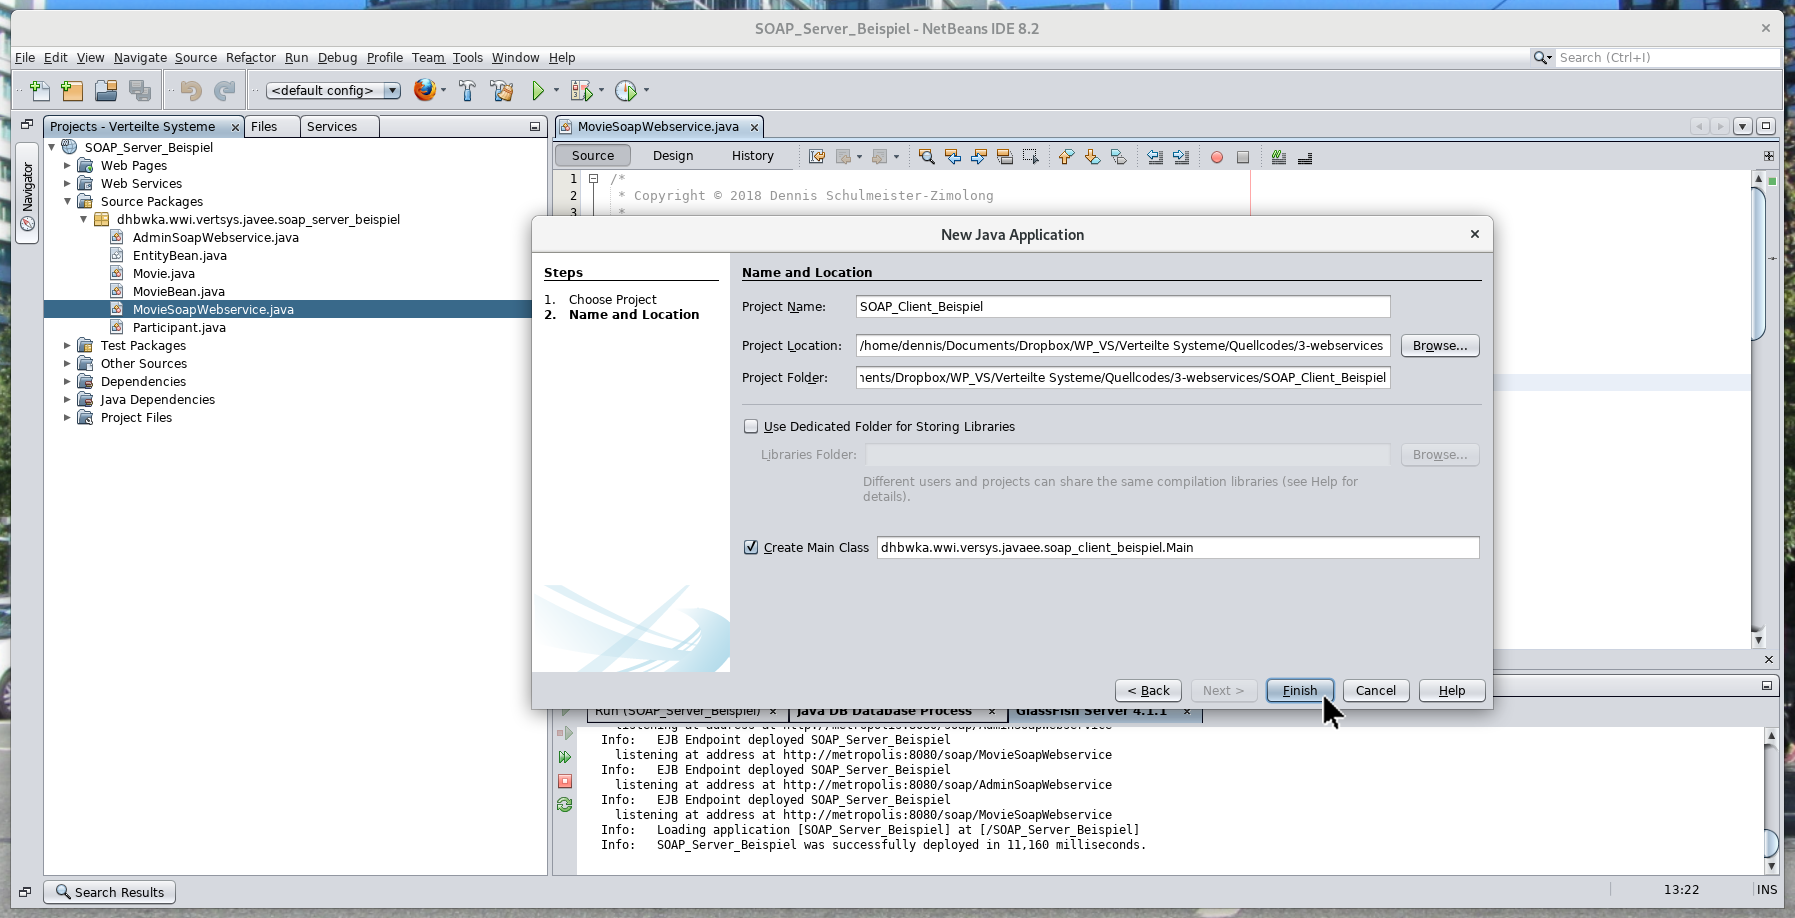 SOAP_Server_Beispiel - NetBeans IDE 8.2
File Edit View Navigate Source Refactor Run Debug Profile Team Tools Window Help
Search (Ctrl+I)
<default config>
Projects - Verteilte Systeme
Files
Services
MovieSoapWebservice.java
Navigator
SOAP_Server_Beispiel
Web Pages
Web Services
Source Packages
dhbwka.wwi.vertsys.javee.soap_server_beispiel
AdminSoapWebservice.java
EntityBean.java
Movie.java
MovieBean.java
MovieSoapWebservice.java
Participant.java
Test Packages
Other Sources
Dependencies
Java Dependencies
Project Files
Source Design History
1 /*
2 * Copyright © 2018 Dennis Schulmeister-Zimolong
3 *
New Java Application
Steps
1. Choose Project
2. Name and Location
Name and Location
Project Name: SOAP_Client_Beispiel
Project Location: /home/dennis/Documents/Dropbox/WP_VS/Verteilte Systeme/Quellcodes/3-webservices Browse...
Project Folder: nents/Dropbox/WP_VS/Verteilte Systeme/Quellcodes/3-webservices/SOAP_Client_Beispiel
Use Dedicated Folder for Storing Libraries
Libraries Folder: Browse...
Different users and projects can share the same compilation libraries (see Help for
details).
Create Main Class dhbwka.wwi.versys.javaee.soap_client_beispiel.Main
< Back Next > Finish Cancel Help
Run (SOAP_Server_Beispiel) Java DB Database Process GlassFish Server 4.1.1
listening at address at http://metropolis:8080/soap/AdminSoapWebservice
Info: EJB Endpoint deployed SOAP_Server_Beispiel
listening at address at http://metropolis:8080/soap/MovieSoapWebservice
Info: EJB Endpoint deployed SOAP_Server_Beispiel
listening at address at http://metropolis:8080/soap/AdminSoapWebservice
Info: EJB Endpoint deployed SOAP_Server_Beispiel
listening at address at http://metropolis:8080/soap/MovieSoapWebservice
Info: Loading application [SOAP_Server_Beispiel] at [/SOAP_Server_Beispiel]
Info: SOAP_Server_Beispiel was successfully deployed in 11,160 milliseconds.
Search Results
13:22 INS